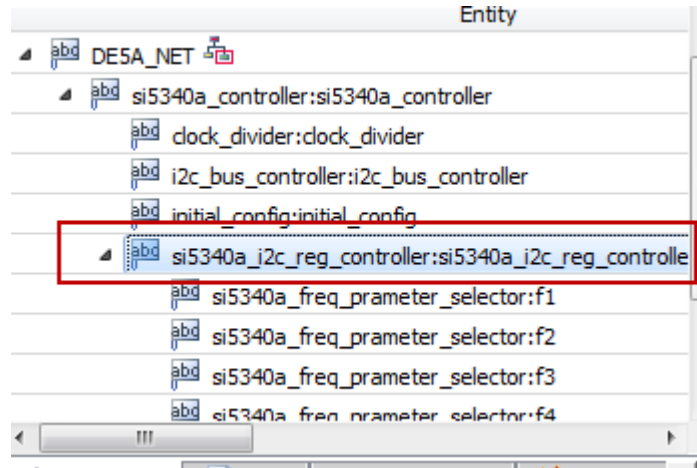 Entity
DE5A_NET
si5340a_controller:si5340a_controller
clock_divider:clock_divider
i2c_bus_controller:i2c_bus_controller
initial_config:initial_config
si5340a_i2c_reg_controller:si5340a_i2c_reg_controlle
si5340a_freq_prameter_selector:f1
si5340a_freq_prameter_selector:f2
si5340a_freq_prameter_selector:f3
si5340a_freq_prameter_selector:f4